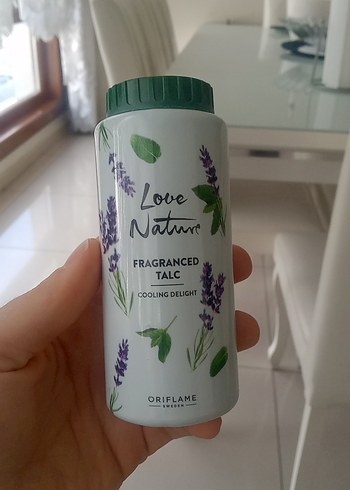 Love
Nature
FRAGRANCED
TALC
COOLING DELIGHT
ORIFLAME
SWEDEN